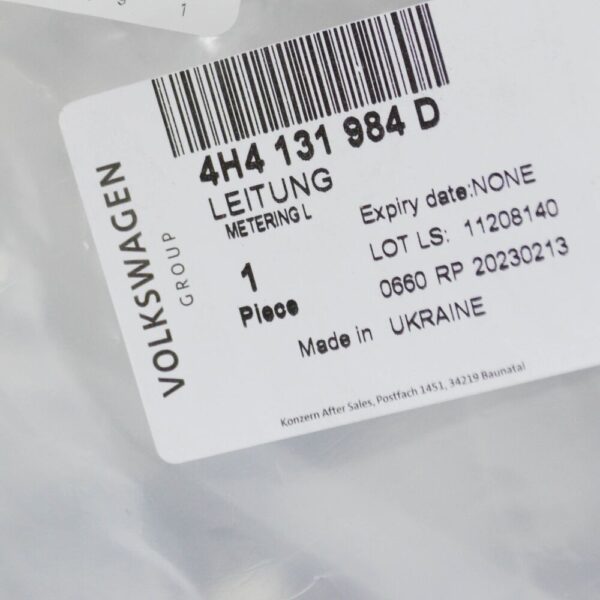 4H4 131 984 D
LEITUNG
METERING L
1
Piece
Expiry date:NONE
LOT LS: 11208140
0660 RP 20230213
Made in UKRAINE
VOLKSWAGEN
GROUP
Konzern After Sales, Postfach 1451, 34219 Baunatal